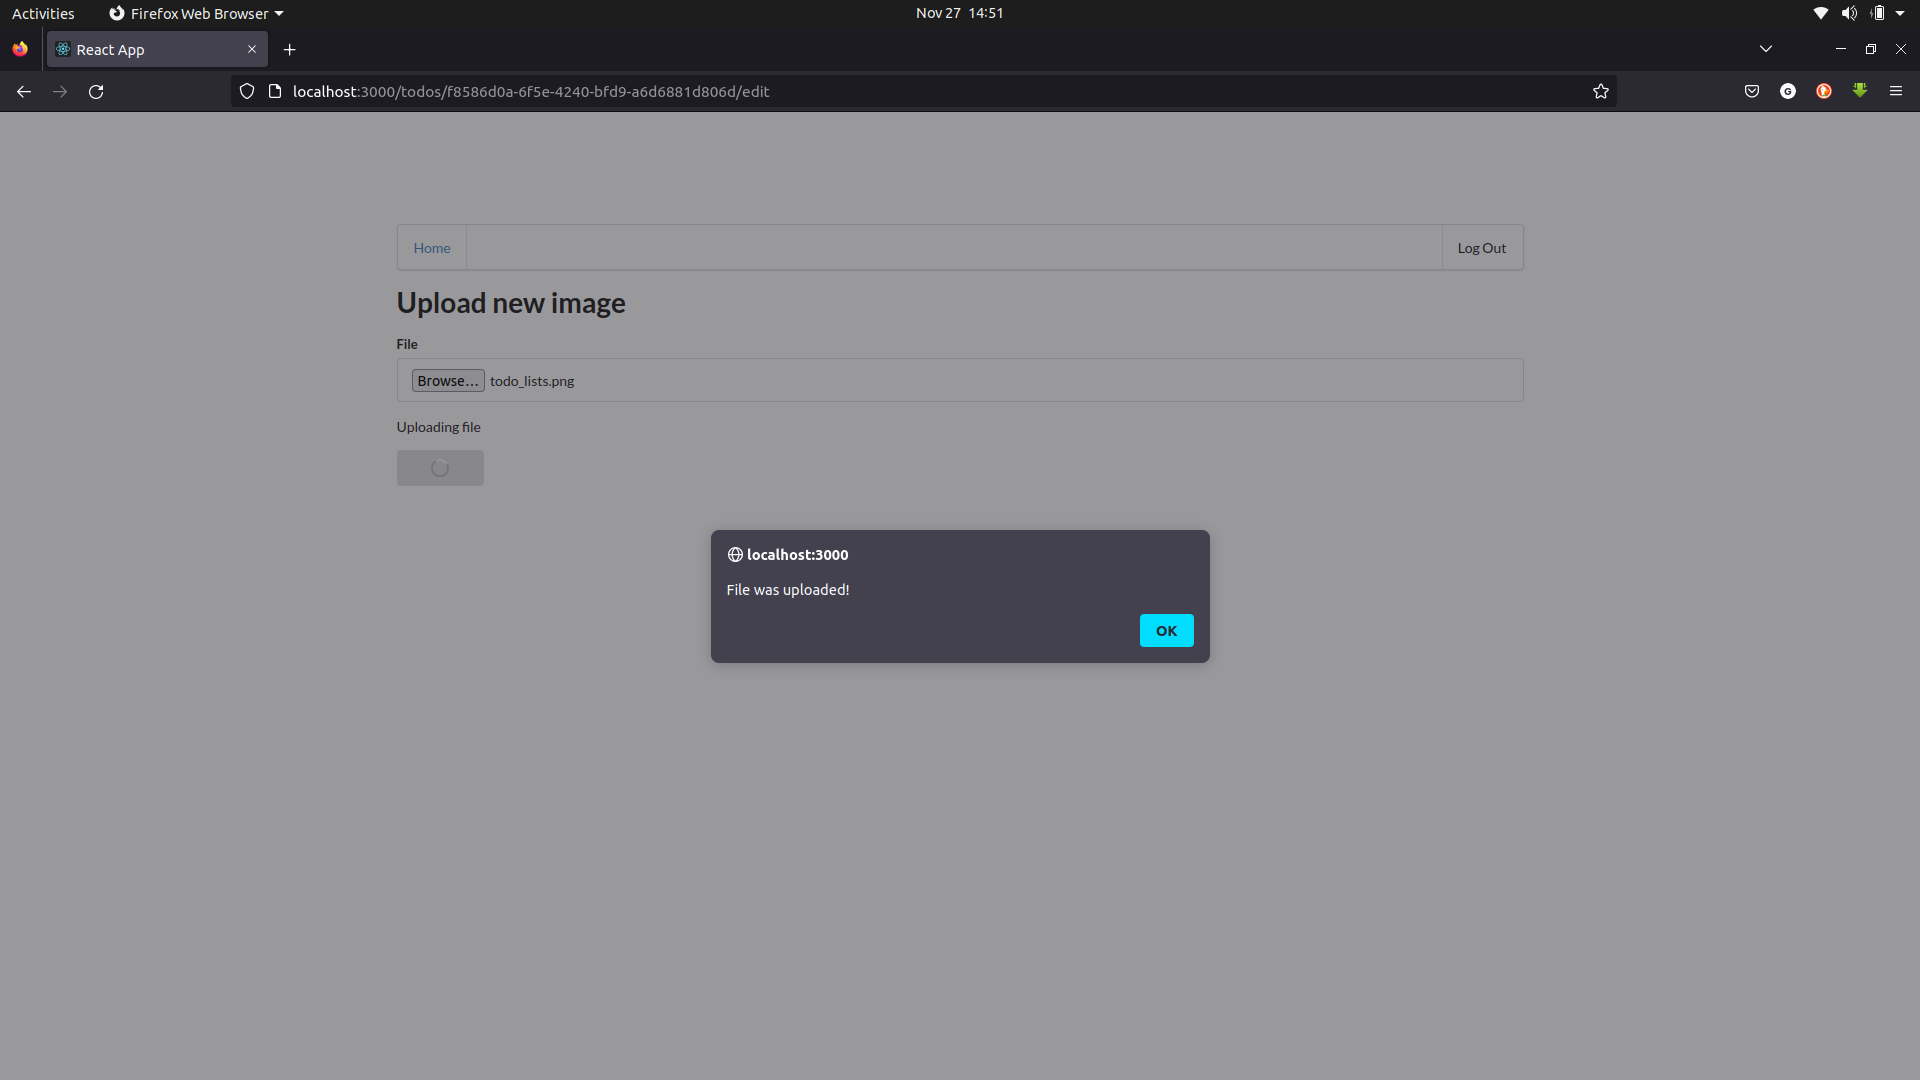 Activities
Firefox Web Browser
Nov 27 14:51
React App
localhost:3000/todos/f8586d0a-6f5e-4240-bfd9-a6d6881d806d/edit
G
Home
Log Out
Upload new image
File
Browse... todo_lists.png
Uploading file
localhost:3000
File was uploaded!
OK